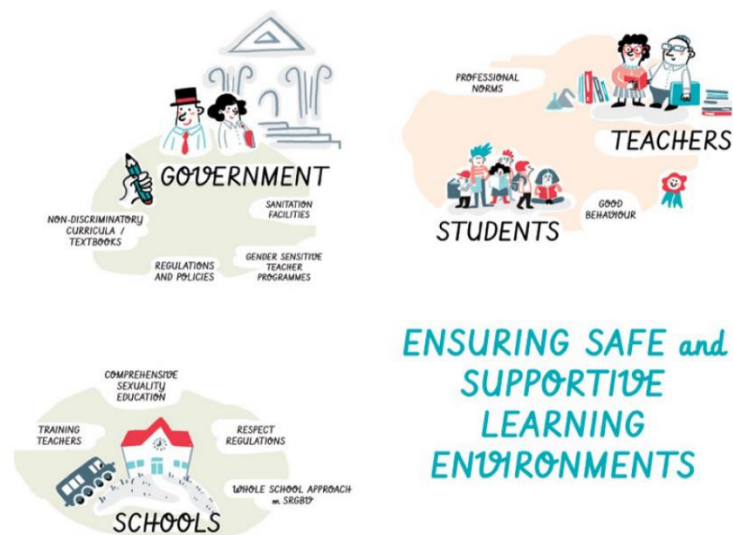 GOVERNMENT
NON-DISCRIMINATORY
CURRICULA /
TEXTBOOKS
SANITATION
FACILITIES
REGULATIONS
AND POLICIES
GENDER SENSITIVE
TEACHER
PROGRAMMES
PROFESSIONAL
NORMS
TEACHERS
STUDENTS
GOOD
BEHAVIOUR
COMPREHENSIVE
SEXUALITY
EDUCATION
TRAINING
TEACHERS
RESPECT
REGULATIONS
WHOLE SCHOOL APPROACH
on SRGBV
SCHOOLS
ENSURING SAFE and
SUPPORTIVE
LEARNING
ENVIRONMENTS